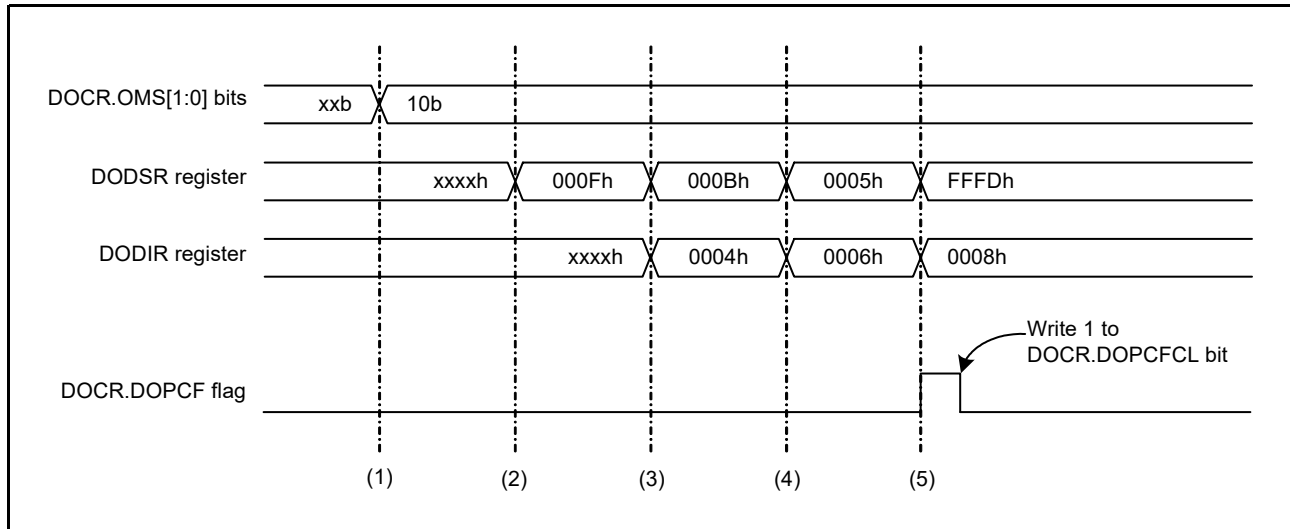 DOCR.OMS[1:0] bits
xxb
10b
DODSR register
xxxxh
000Fh
000Bh
0005h
FFFDh
DODIR register
xxxxh
0004h
0006h
0008h
Write 1 to
DOCR.DOPCFCL bit
DOCR.DOPCF flag
(1)
(2)
(3)
(4)
(5)